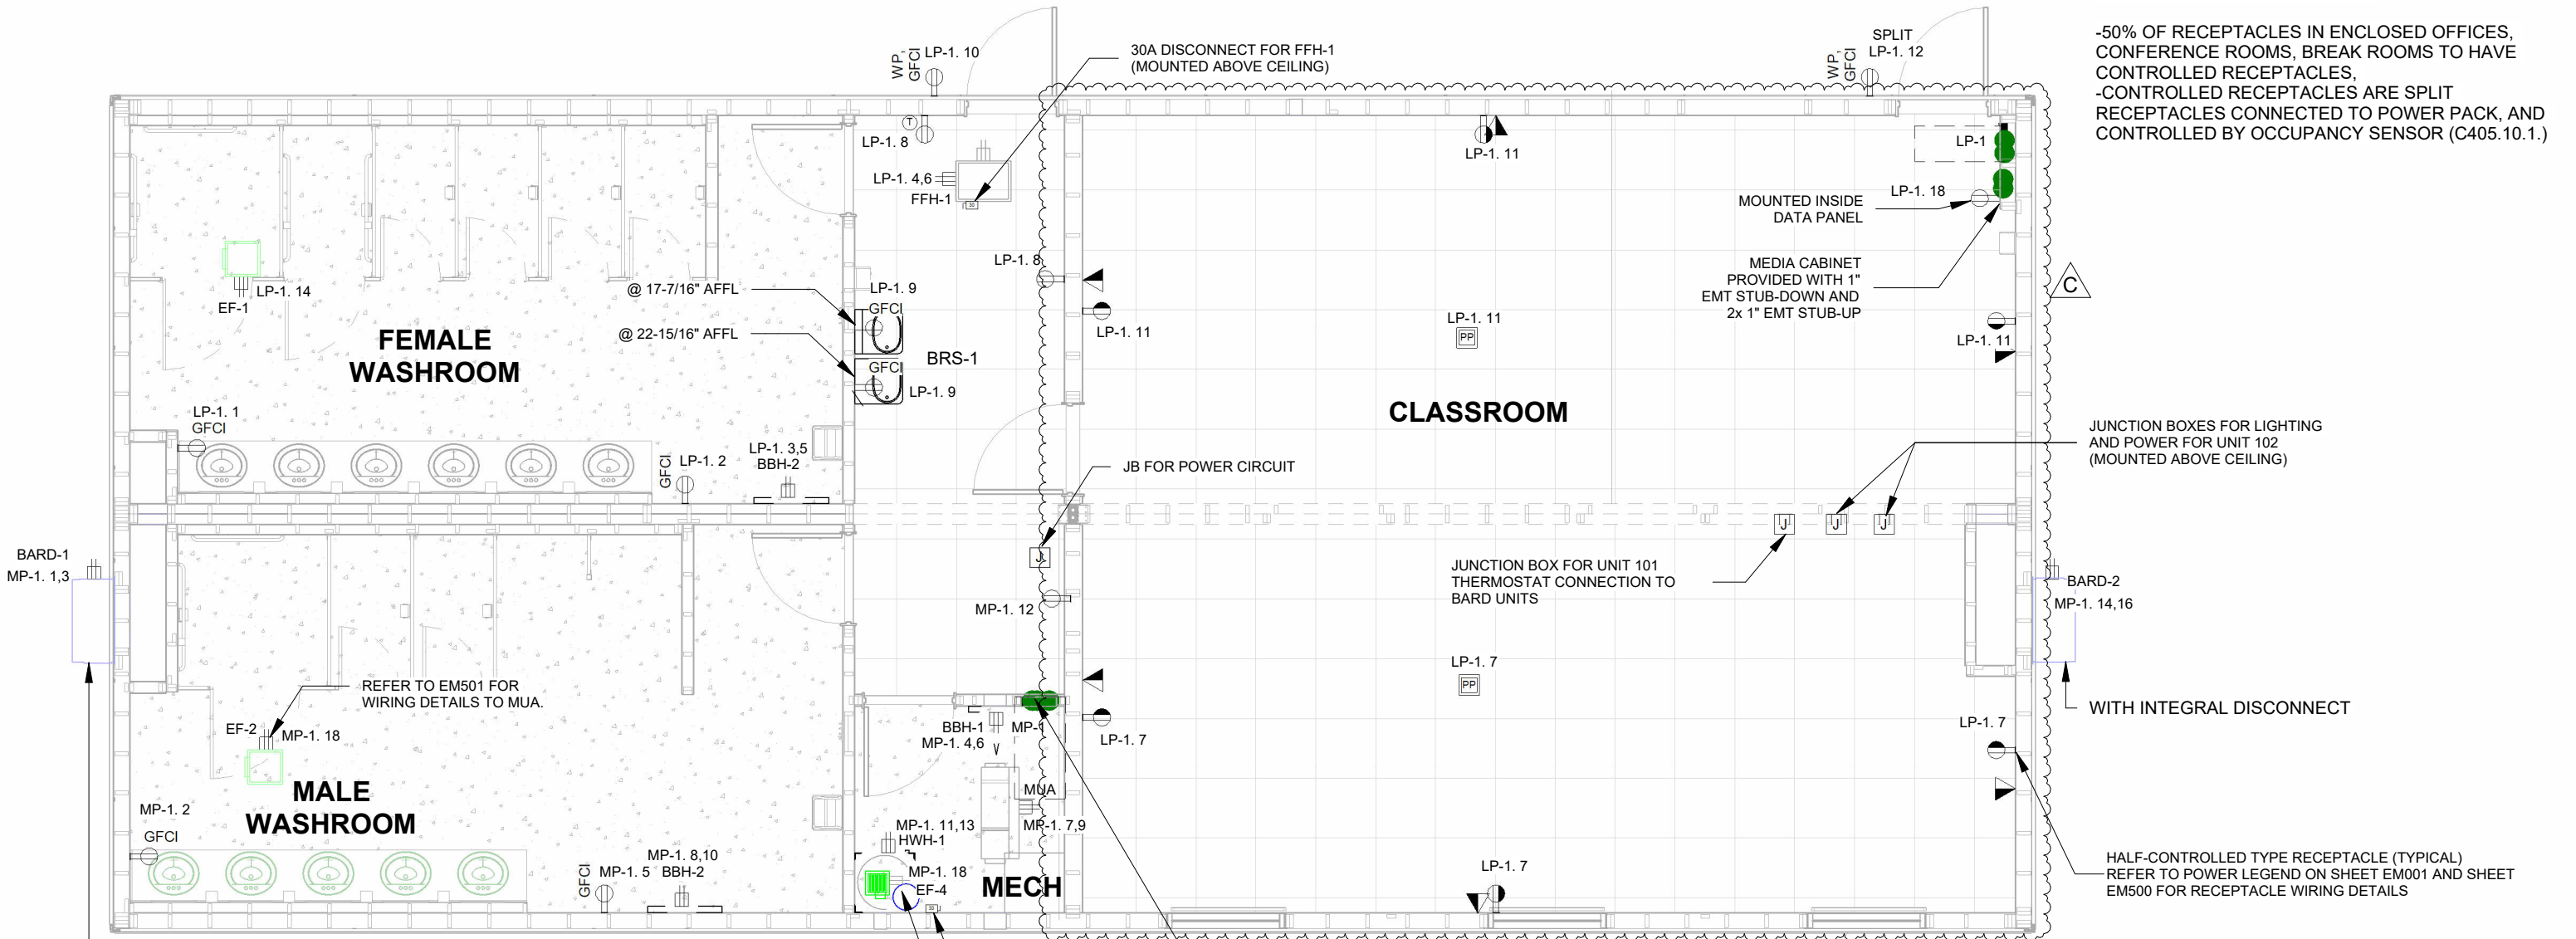 -50% OF RECEPTACLES IN ENCLOSED OFFICES,
CONFERENCE ROOMS, BREAK ROOMS TO HAVE
CONTROLLED RECEPTACLES,
-CONTROLLED RECEPTACLES ARE SPLIT
RECEPTACLES CONNECTED TO POWER PACK, AND
CONTROLLED BY OCCUPANCY SENSOR (C405.10.1.)
WP,
GFCI
LP-1. 10
30A DISCONNECT FOR FFH-1
(MOUNTED ABOVE CEILING)
WP,
GFCI
SPLIT
LP-1. 12
T
LP-1. 8
LP-1. 4,6
FFH-1
30
LP-1. 11
LP-1
LP-1. 18
MOUNTED INSIDE
DATA PANEL
MEDIA CABINET
PROVIDED WITH 1"
EMT STUB-DOWN AND
2x 1" EMT STUB-UP
C
LP-1. 8
LP-1. 11
LP-1. 11
PP
LP-1. 11
LP-1. 14
EF-1
@ 17-7/16" AFFL
LP-1. 9
GFCI
@ 22-15/16" AFFL
BRS-1
GFCI
LP-1. 9
FEMALE
WASHROOM
CLASSROOM
LP-1. 1
GFCI
GFCI
LP-1. 2
LP-1. 3,5
BBH-2
JB FOR POWER CIRCUIT
JUNCTION BOXES FOR LIGHTING
AND POWER FOR UNIT 102
(MOUNTED ABOVE CEILING)
J
J
J
J
JUNCTION BOX FOR UNIT 101
THERMOSTAT CONNECTION TO
BARD UNITS
BARD-1
MP-1. 1,3
BARD-2
MP-1. 14,16
MP-1. 12
LP-1. 7
PP
REFER TO EM501 FOR
WIRING DETAILS TO MUA.
EF-2
MP-1. 18
BBH-1
MP-1. 4,6
MP-1
LP-1. 7
LP-1. 7
WITH INTEGRAL DISCONNECT
MALE
WASHROOM
MUA
MP-1. 7,9
MP-1. 2
GFCI
GFCI
MP-1. 5
MP-1. 8,10
BBH-2
MP-1. 11,13
HWH-1
MP-1. 18
EF-4
30
MECH
LP-1. 7
HALF-CONTROLLED TYPE RECEPTACLE (TYPICAL)
REFER TO POWER LEGEND ON SHEET EM001 AND SHEET
EM500 FOR RECEPTACLE WIRING DETAILS